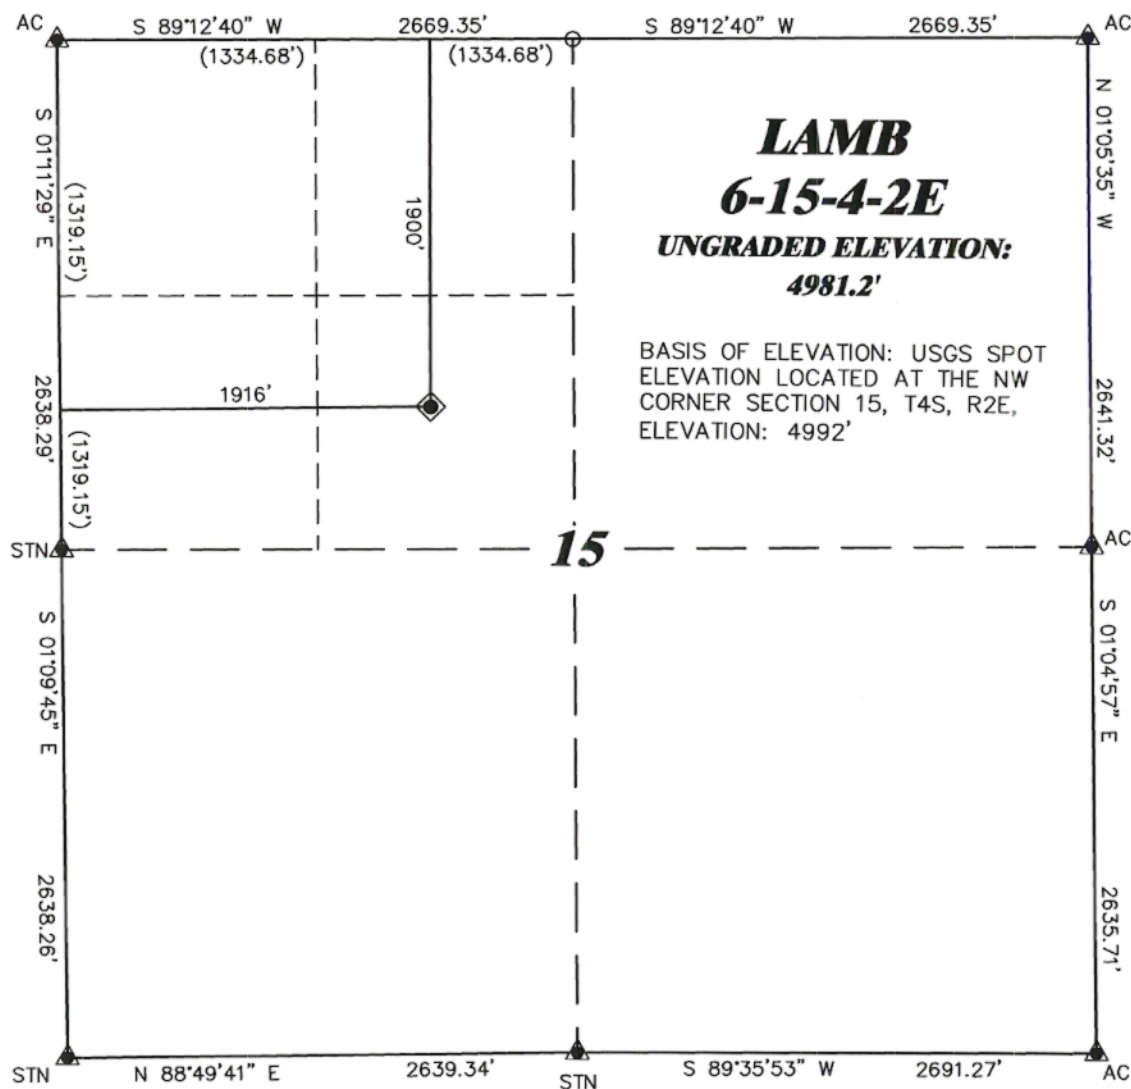 AC
S 89°12'40" W
2669.35'
S 89°12'40" W
2669.35'
AC
(1334.68')
(1334.68')
S 01°11'29" E
(1319.15')
1900'
LAMB
6-15-4-2E
UNGRADED ELEVATION:
4981.2'
N 01°05'35" W
BASIS OF ELEVATION: USGS SPOT
ELEVATION LOCATED AT THE NW
CORNER SECTION 15, T4S, R2E,
ELEVATION: 4992'
1916'
2638.29'
(1319.15')
2641.32'
STN
15
AC
S 01°09'45" E
S 01°04'57" E
2638.26'
2635.71'
STN
N 88°49'41" E
2639.34'
STN
S 89°35'53" W
2691.27'
AC